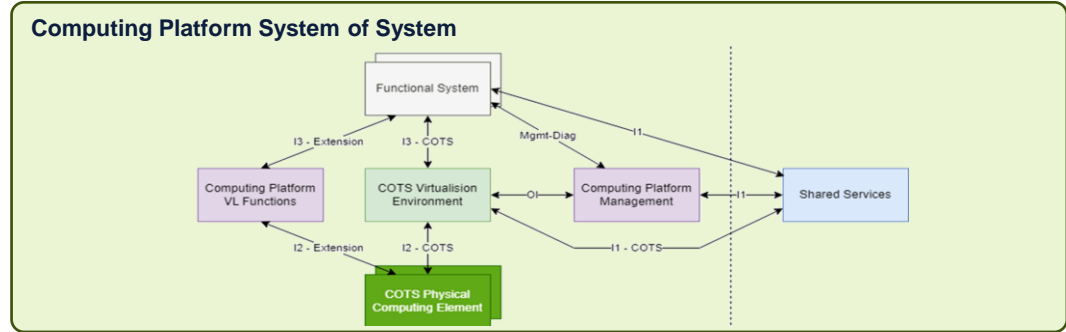 Computing Platform System of System
Functional System
I3 - Extension
I3 - COTS
Mgmt-Diag
I1
Computing Platform
VL Functions
COTS Virtualision
Environment
OI
Computing Platform
Management
I1
Shared Services
I2 - Extension
I2 - COTS
I1 - COTS
COTS Physical
Computing Element